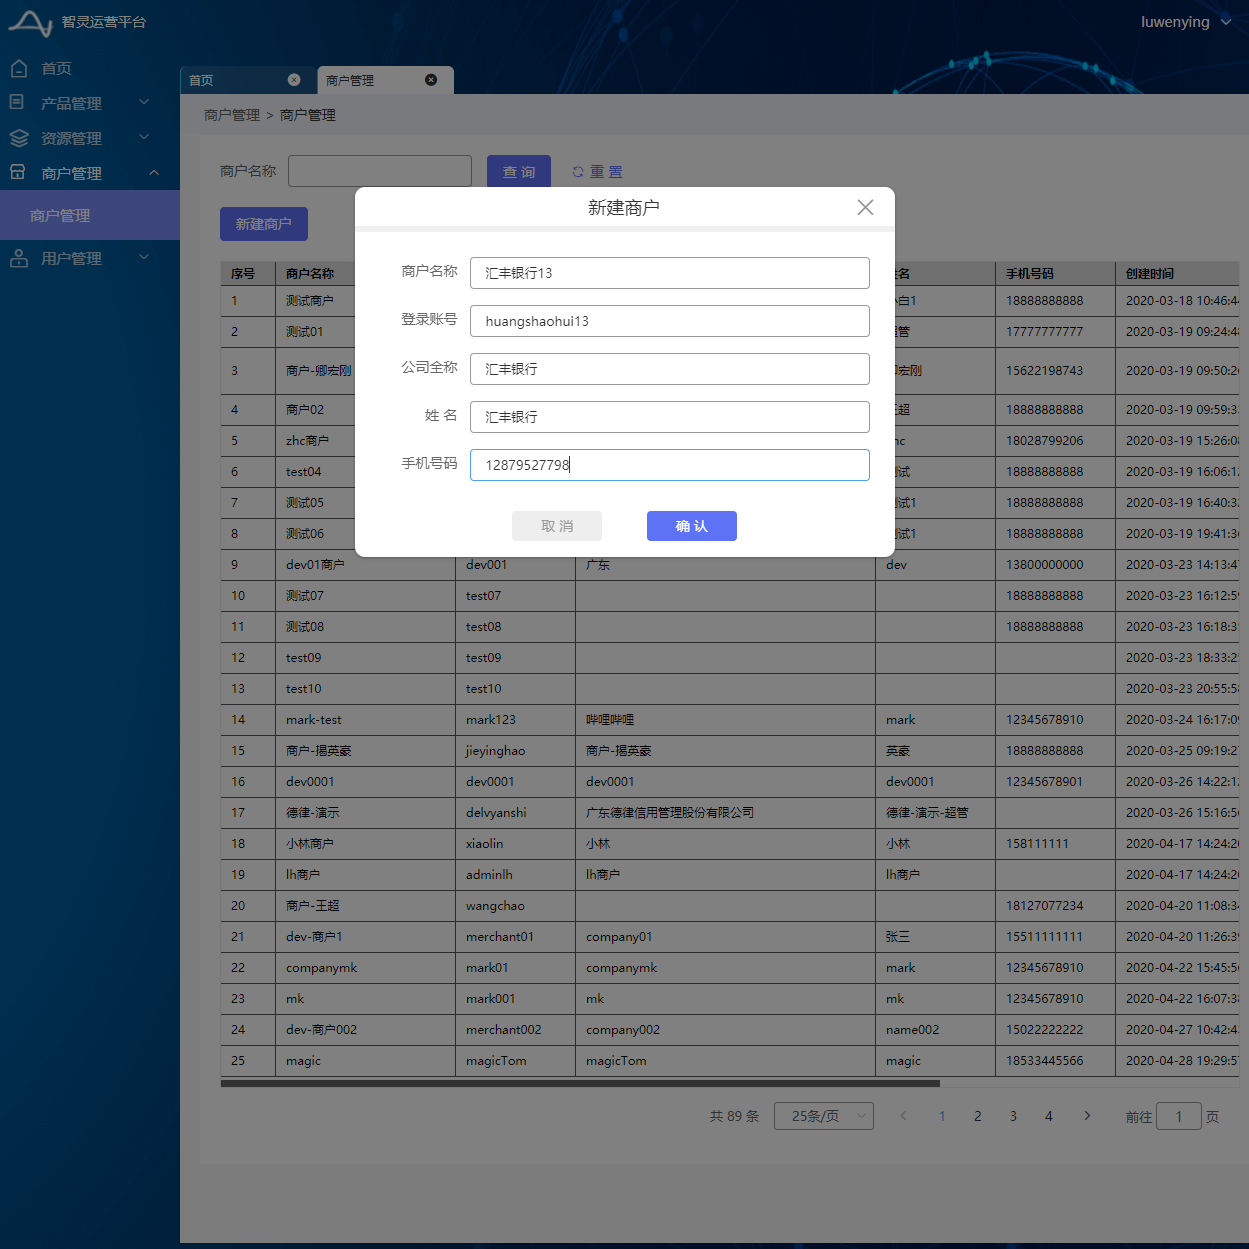 智灵运营平台
luwenying
首页
产品管理
资源管理
商户管理
商户管理
用户管理
首页
商户管理
商户管理 > 商户管理
商户名称
查 询
重 置
新建商户
新建商户
商户名称 汇丰银行13
登录账号 huangshaohui13
公司全称 汇丰银行
姓 名 汇丰银行
手机号码 12879527798
取 消 确 认
序号 商户名称 名 手机号码 创建时间
1 测试商户 白1 18888888888 2020-03-18 10:46:4
2 测试01 管 17777777777 2020-03-19 09:24:4
3 商户-卿宏刚 宏刚 15622198743 2020-03-19 09:50:2
4 商户02 超 18888888888 2020-03-19 09:59:3
5 zhc商户 hc 18028799206 2020-03-19 15:26:0
6 test04 试 18888888888 2020-03-19 16:06:1
7 测试05 试1 18888888888 2020-03-19 16:40:3
8 测试06 试1 18888888888 2020-03-19 19:41:3
9 dev01商户 dev001 广东 dev 13800000000 2020-03-23 14:13:4
10 测试07 test07 18888888888 2020-03-23 16:12:5
11 测试08 test08 18888888888 2020-03-23 16:18:3
12 test09 test09 2020-03-23 18:33:2
13 test10 test10 2020-03-23 20:55:5
14 mark-test mark123 哔哩哔哩 mark 12345678910 2020-03-24 16:17:0
15 商户-揭英豪 jieyinghao 商户-揭英豪 英豪 18888888888 2020-03-25 09:19:2
16 dev0001 dev0001 dev0001 dev0001 12345678901 2020-03-26 14:22:1
17 德律-演示 delvyanshi 广东德律信用管理股份有限公司 德律-演示-超管 2020-03-26 15:16:5
18 小林商户 xiaolin 小林 小林 158111111 2020-04-17 14:24:2
19 lh商户 adminlh lh商户 lh商户 2020-04-17 14:24:2
20 商户-王超 wangchao 18127077234 2020-04-20 11:08:3
21 dev-商户1 merchant01 company01 张三 15511111111 2020-04-20 11:26:3
22 companymk mark01 companymk mark 12345678910 2020-04-22 15:45:5
23 mk mark001 mk mk 12345678910 2020-04-22 16:07:3
24 dev-商户002 merchant002 company002 name002 15022222222 2020-04-27 10:42:4
25 magic magicTom magicTom magic 18533445566 2020-04-28 19:29:5
共 89 条 25条/页 1 2 3 4 前往 1 页